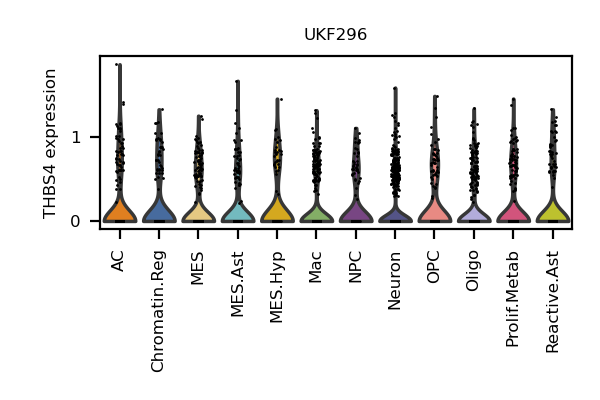 UKF296
THBS4 expression
1
0
AC
Chromatin.Reg
MES
MES.Ast
MES.Hyp
Mac
NPC
Neuron
OPC
Oligo
Prolif.Metab
Reactive.Ast